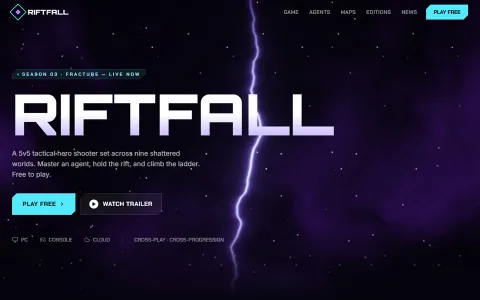 RIFTFALL
GAME AGENTS MAPS EDITIONS NEWS PLAY FREE
SEASON 03 · FRACTURE — LIVE NOW
RIFTFALL
A 5v5 tactical-hero shooter set across nine shattered
worlds. Master an agent, hold the rift, and climb the ladder.
Free to play.
PLAY FREE › WATCH TRAILER
PC CONSOLE CLOUD CROSS-PLAY · CROSS-PROGRESSION